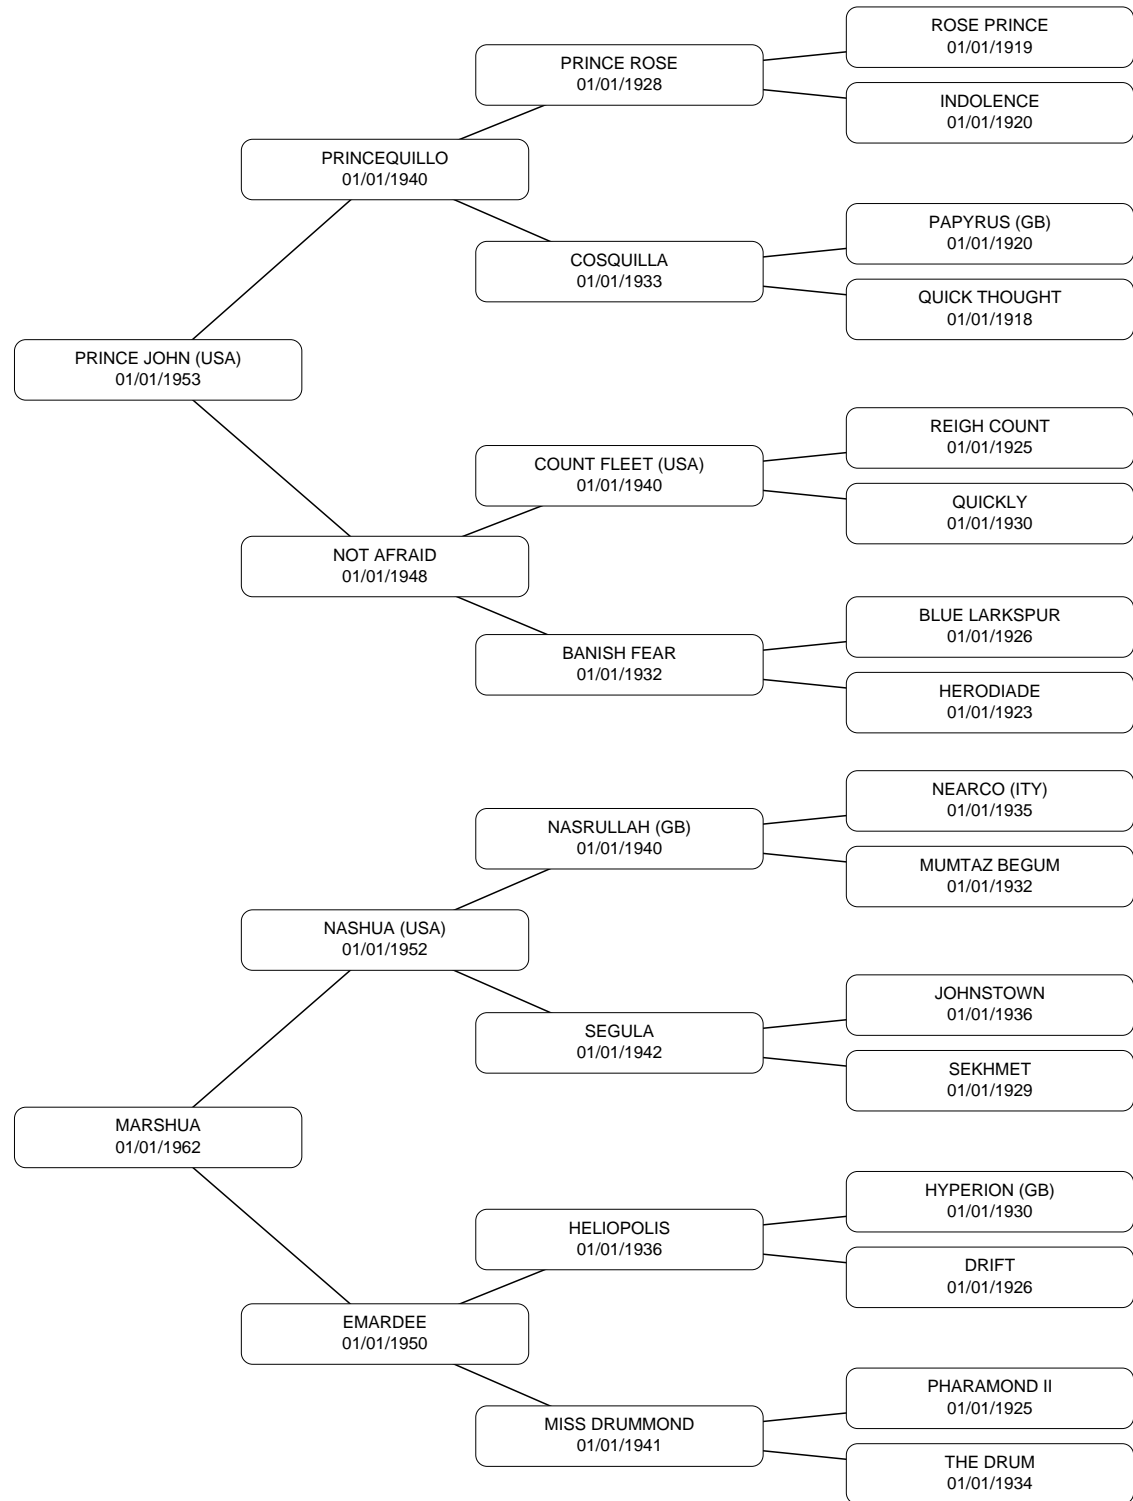 ROSE PRINCE
01/01/1919
PRINCE ROSE
01/01/1928
INDOLENCE
01/01/1920
PRINCEQUILLO
01/01/1940
PAPYRUS (GB)
01/01/1920
COSQUILLA
01/01/1933
QUICK THOUGHT
01/01/1918
PRINCE JOHN (USA)
01/01/1953
REIGH COUNT
01/01/1925
COUNT FLEET (USA)
01/01/1940
QUICKLY
01/01/1930
NOT AFRAID
01/01/1948
BLUE LARKSPUR
01/01/1926
BANISH FEAR
01/01/1932
HERODIADE
01/01/1923
NEARCO (ITY)
01/01/1935
NASRULLAH (GB)
01/01/1940
MUMTAZ BEGUM
01/01/1932
NASHUA (USA)
01/01/1952
JOHNSTOWN
01/01/1936
SEGULA
01/01/1942
SEKHMET
01/01/1929
MARSHUA
01/01/1962
HYPERION (GB)
01/01/1930
HELIOPOLIS
01/01/1936
DRIFT
01/01/1926
EMARDEE
01/01/1950
PHARAMOND II
01/01/1925
MISS DRUMMOND
01/01/1941
THE DRUM
01/01/1934